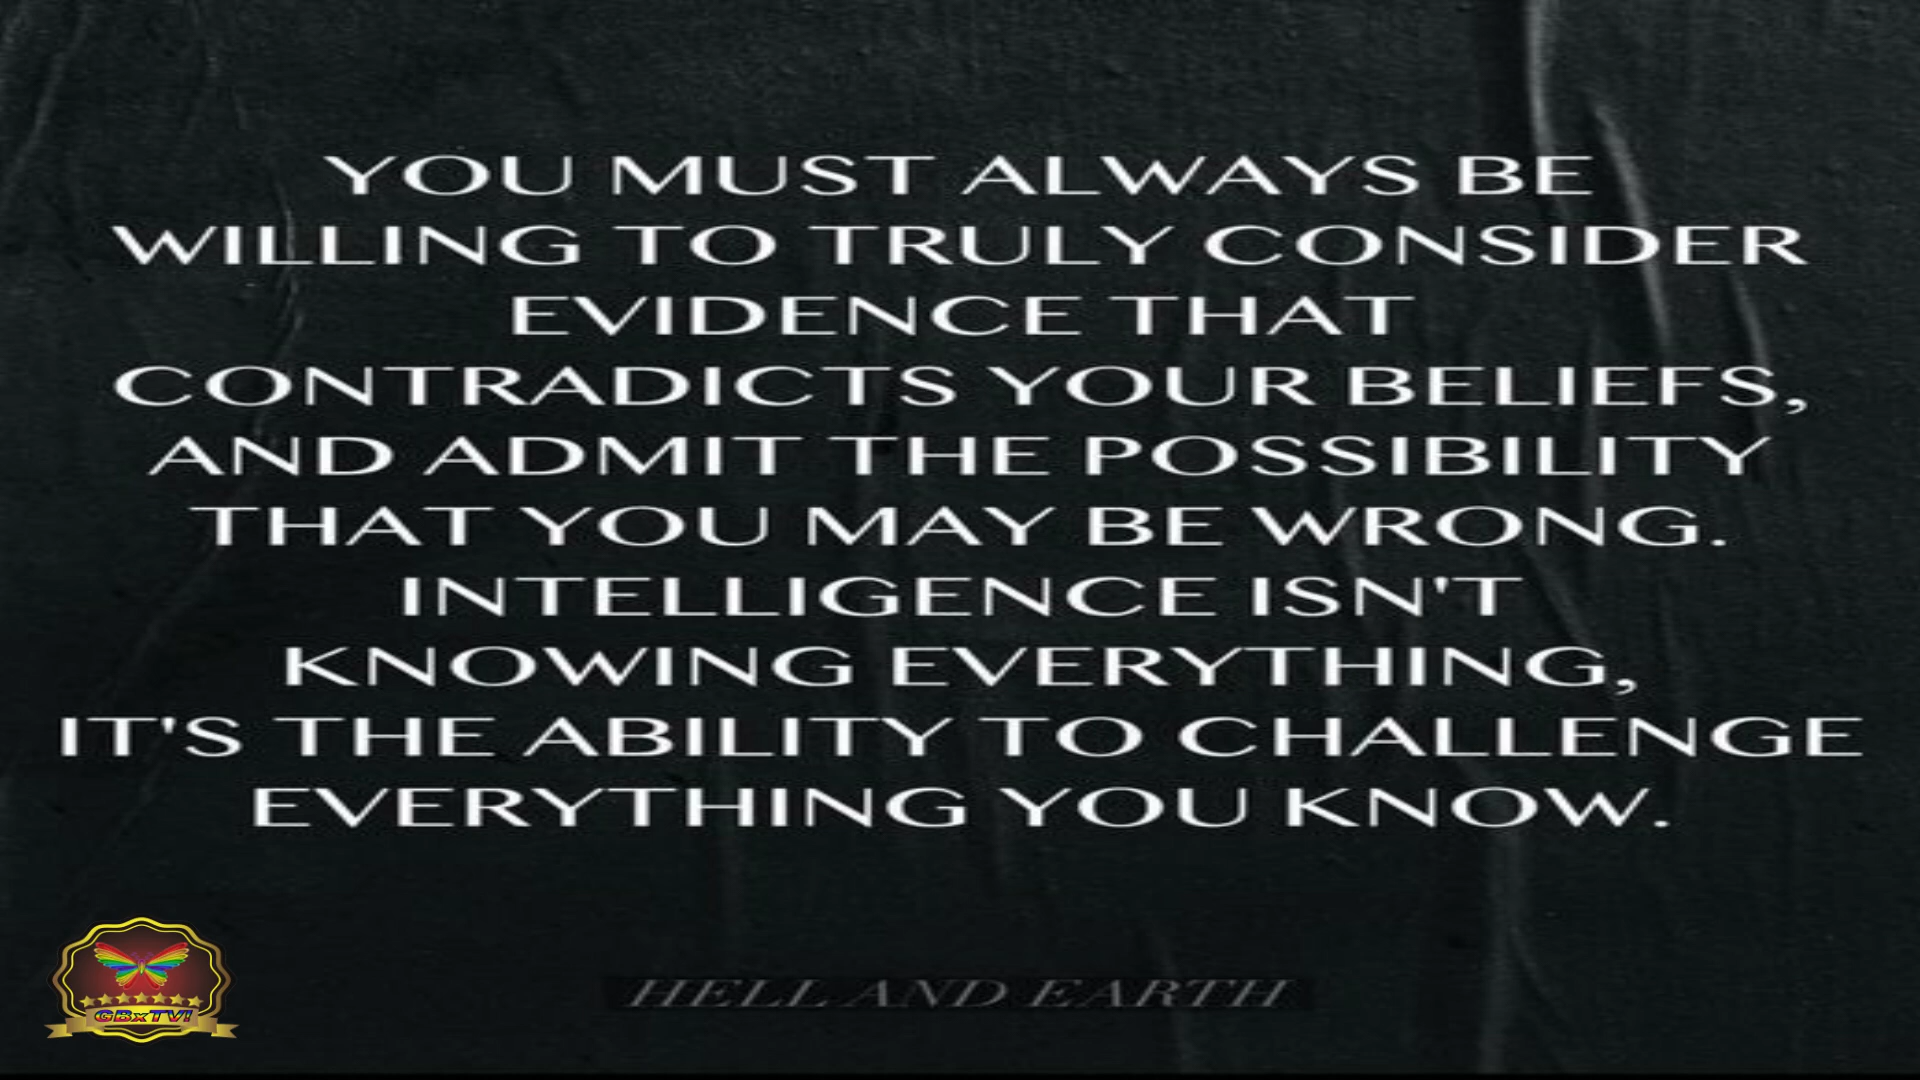 YOU MUST ALWAYS BE
WILLING TO TRULY CONSIDER
EVIDENCE THAT
CONTRADICTS YOUR BELIEFS,
AND ADMIT THE POSSIBILITY
THAT YOU MAY BE WRONG.
INTELLIGENCE ISN'T
KNOWING EVERYTHING,
IT'S THE ABILITY TO CHALLENGE
EVERYTHING YOU KNOW.
HELL AND EARTH
GBxTV!